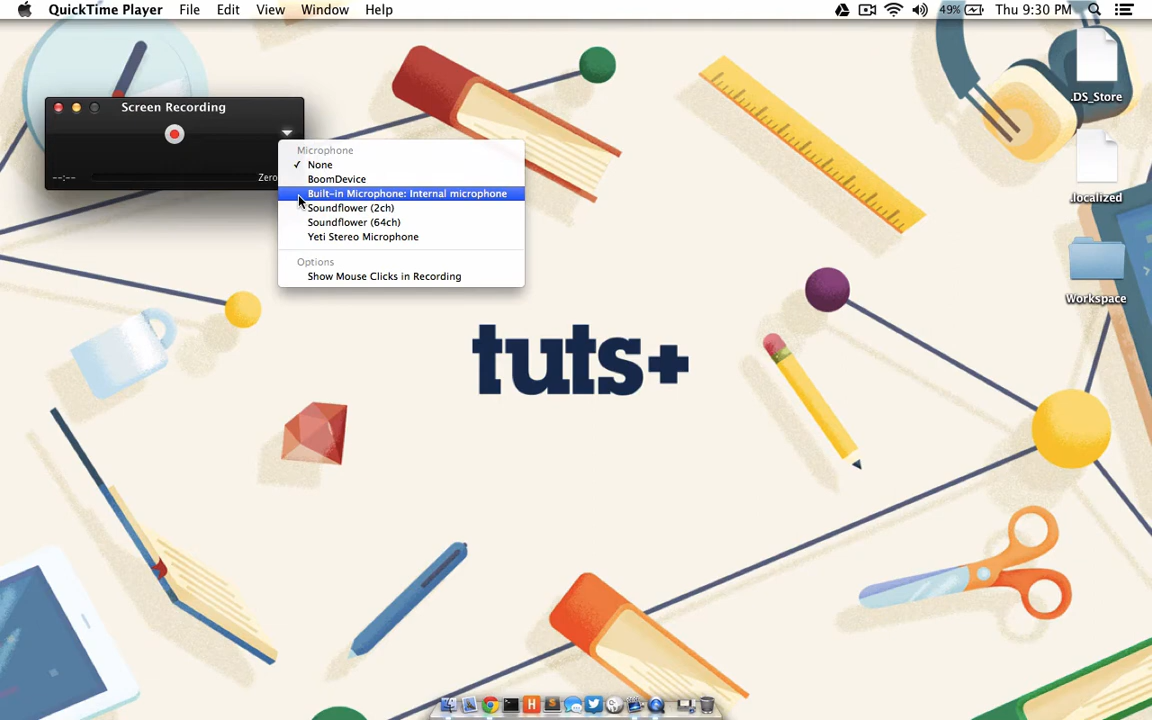 QuickTime Player File Edit View Window Help 49% Thu 9:30 PM
.DS_Store
Screen Recording
Microphone
✓ None
--:-- Zero
BoomDevice
Built-in Microphone: Internal microphone
.localized
Soundflower (2ch)
Soundflower (64ch)
Yeti Stereo Microphone
Options
Show Mouse Clicks in Recording
Workspace
tuts+